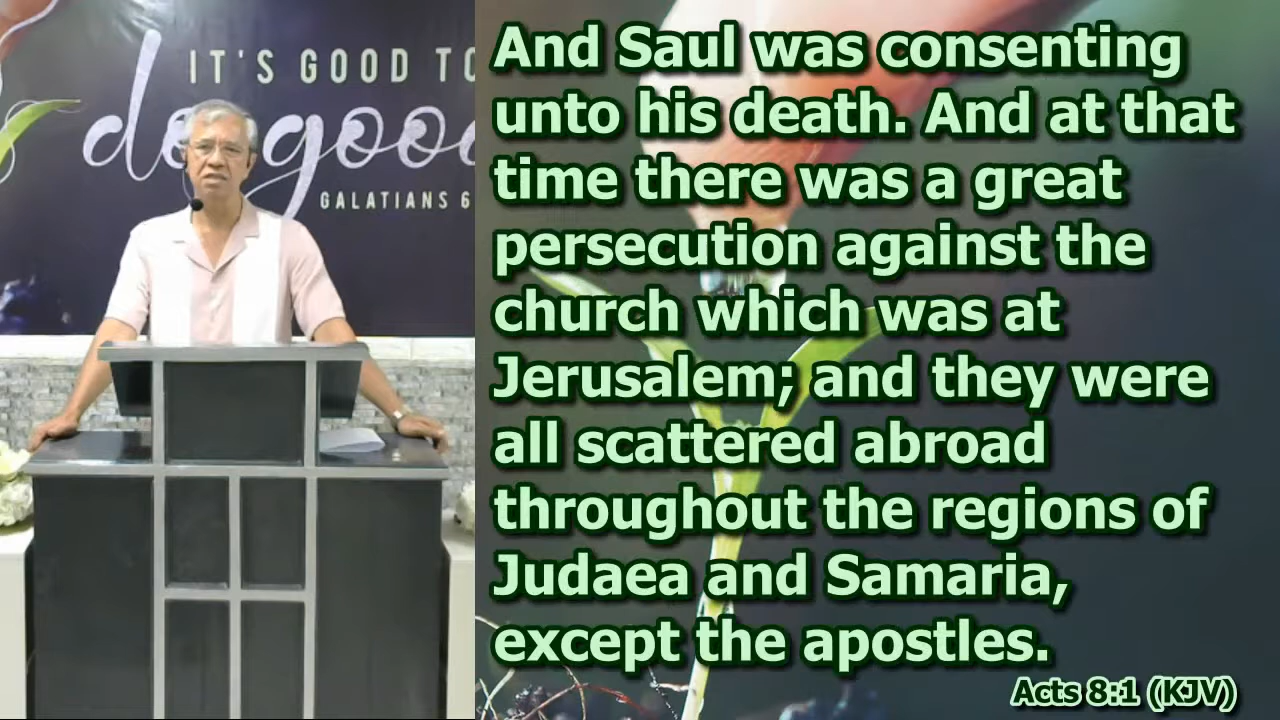 IT'S GOOD TO
do good
GALATIANS 6
And Saul was consenting
unto his death. And at that
time there was a great
persecution against the
church which was at
Jerusalem; and they were
all scattered abroad
throughout the regions of
Judaea and Samaria,
except the apostles.
Acts 8:1 (KJV)